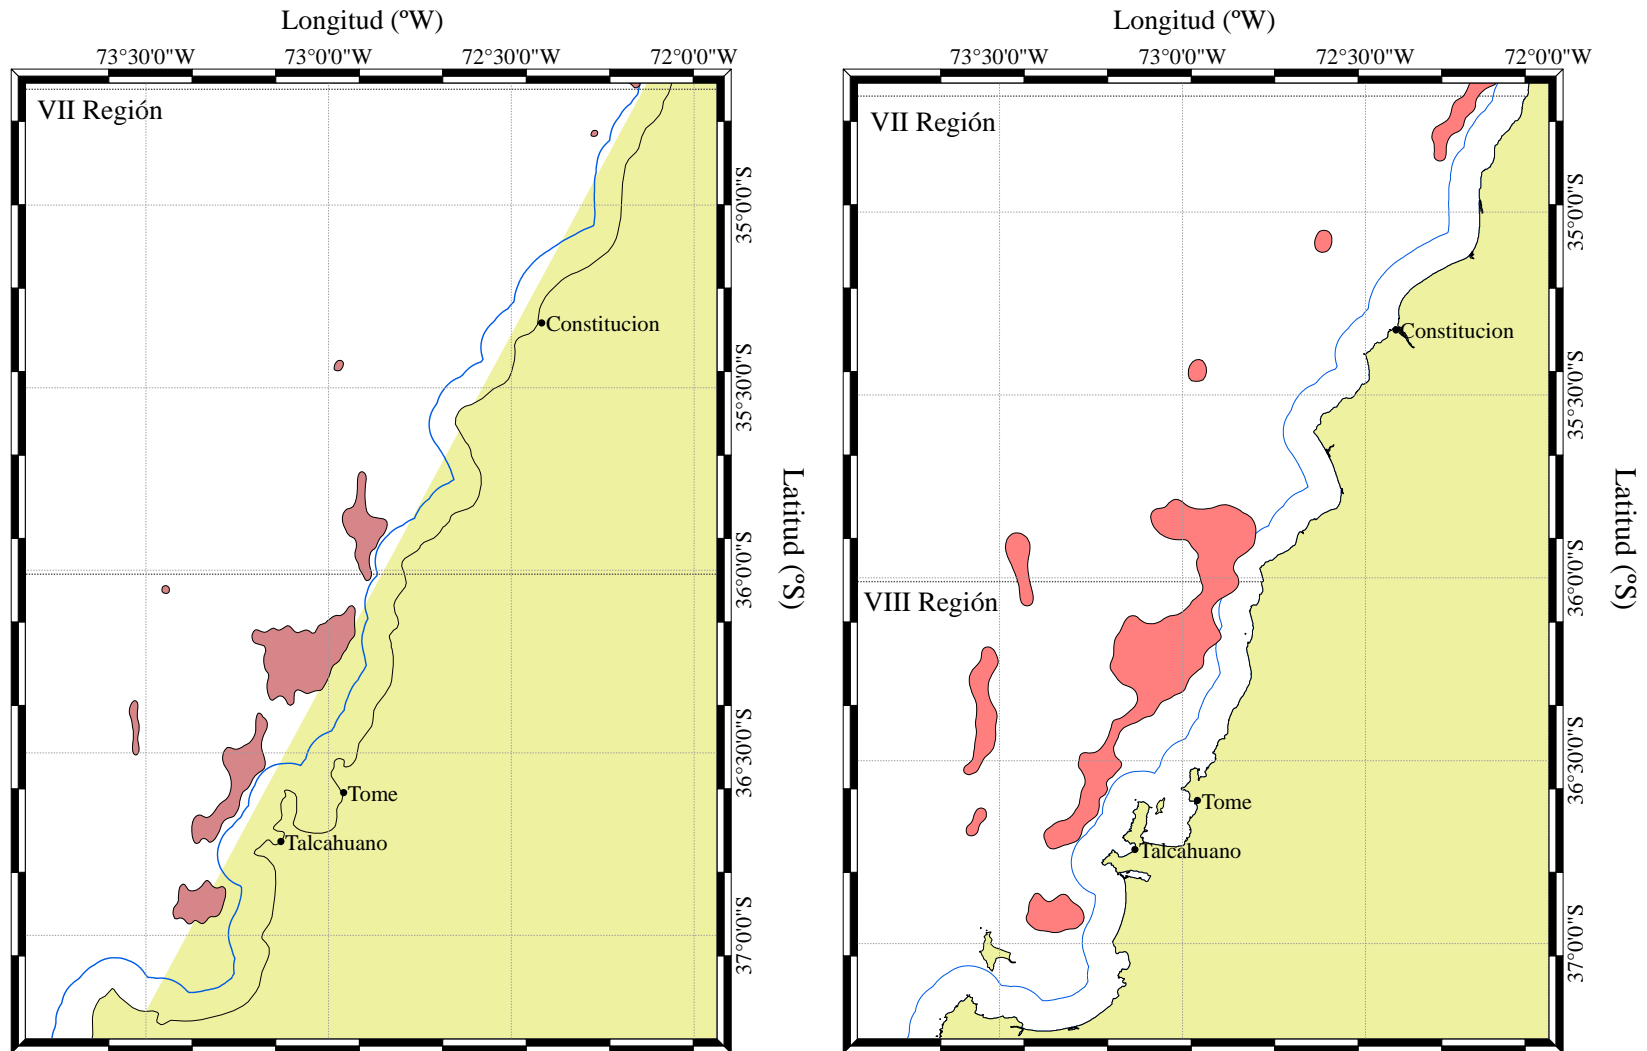 Longitud (ºW)
73°30'0"W
73°0'0"W
72°30'0"W
72°0'0"W
VII Región
35°0'0"S
Constitucion
35°30'0"S
Latitud (ºS)
36°0'0"S
36°30'0"S
Tome
Talcahuano
37°0'0"S
Longitud (ºW)
73°30'0"W
73°0'0"W
72°30'0"W
72°0'0"W
VII Región
35°0'0"S
Constitucion
35°30'0"S
Latitud (ºS)
36°0'0"S
VIII Región
36°30'0"S
Tome
Talcahuano
37°0'0"S